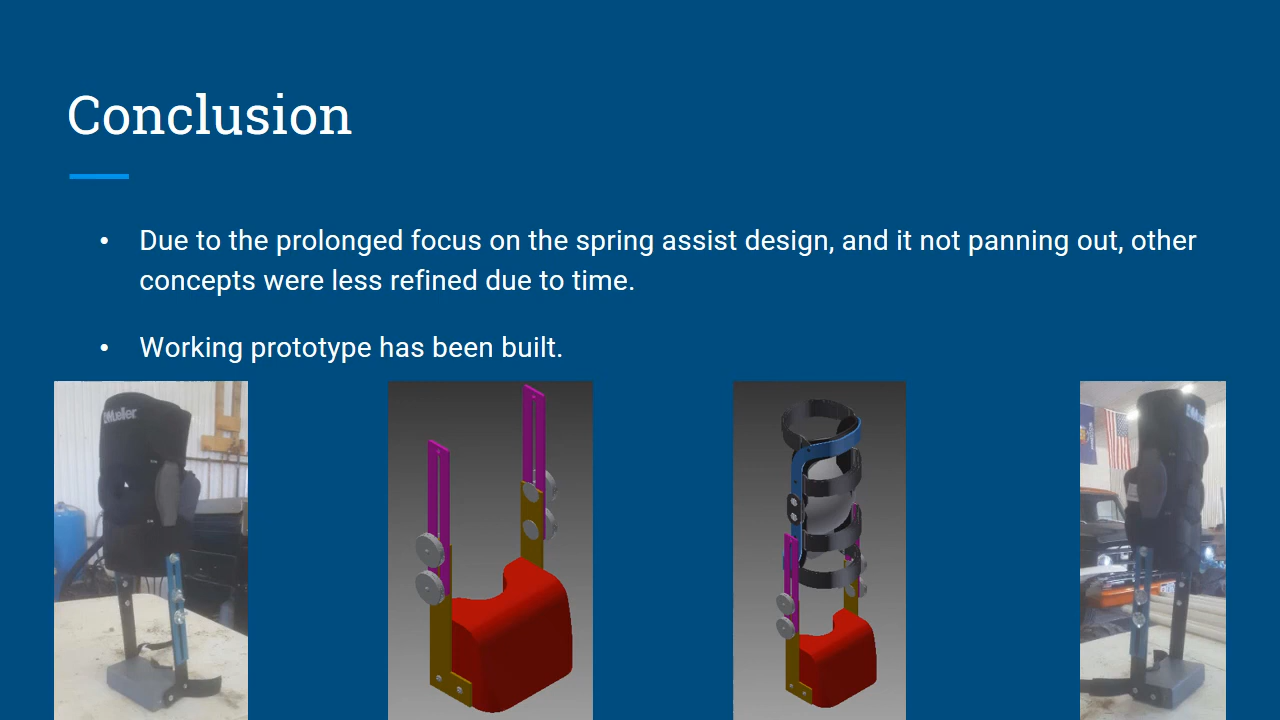 Conclusion
• Due to the prolonged focus on the spring assist design, and it not panning out, other
concepts were less refined due to time.
• Working prototype has been built.
Mueller